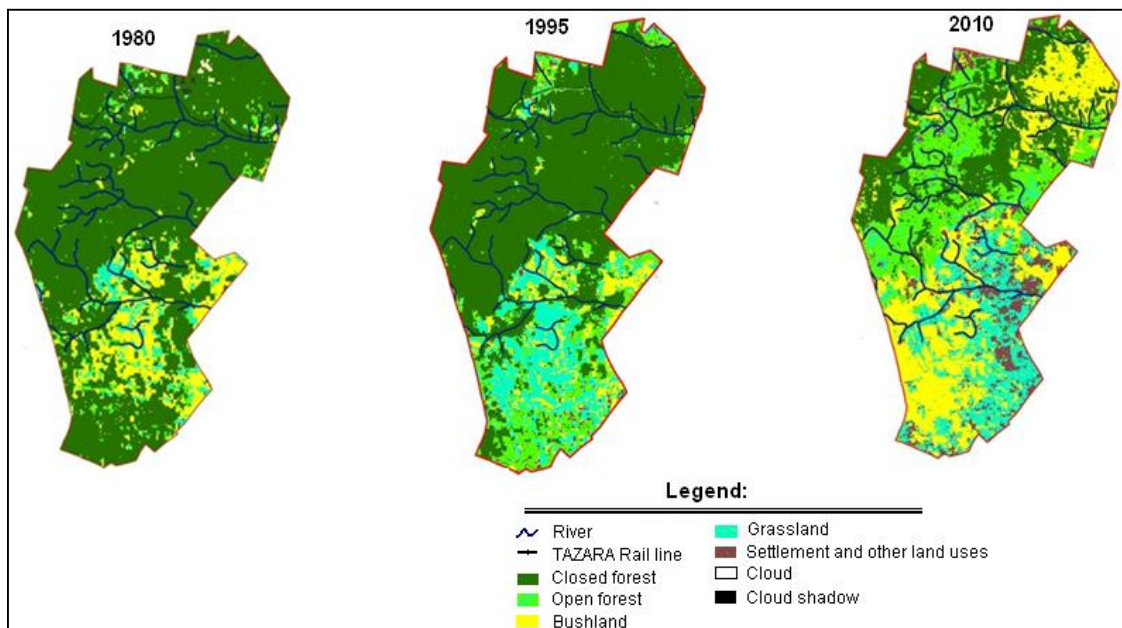 1980
1995
2010
Legend:
River
TAZARA Rail line
Closed forest
Open forest
Bushland
Grassland
Settlement and other land uses
Cloud
Cloud shadow